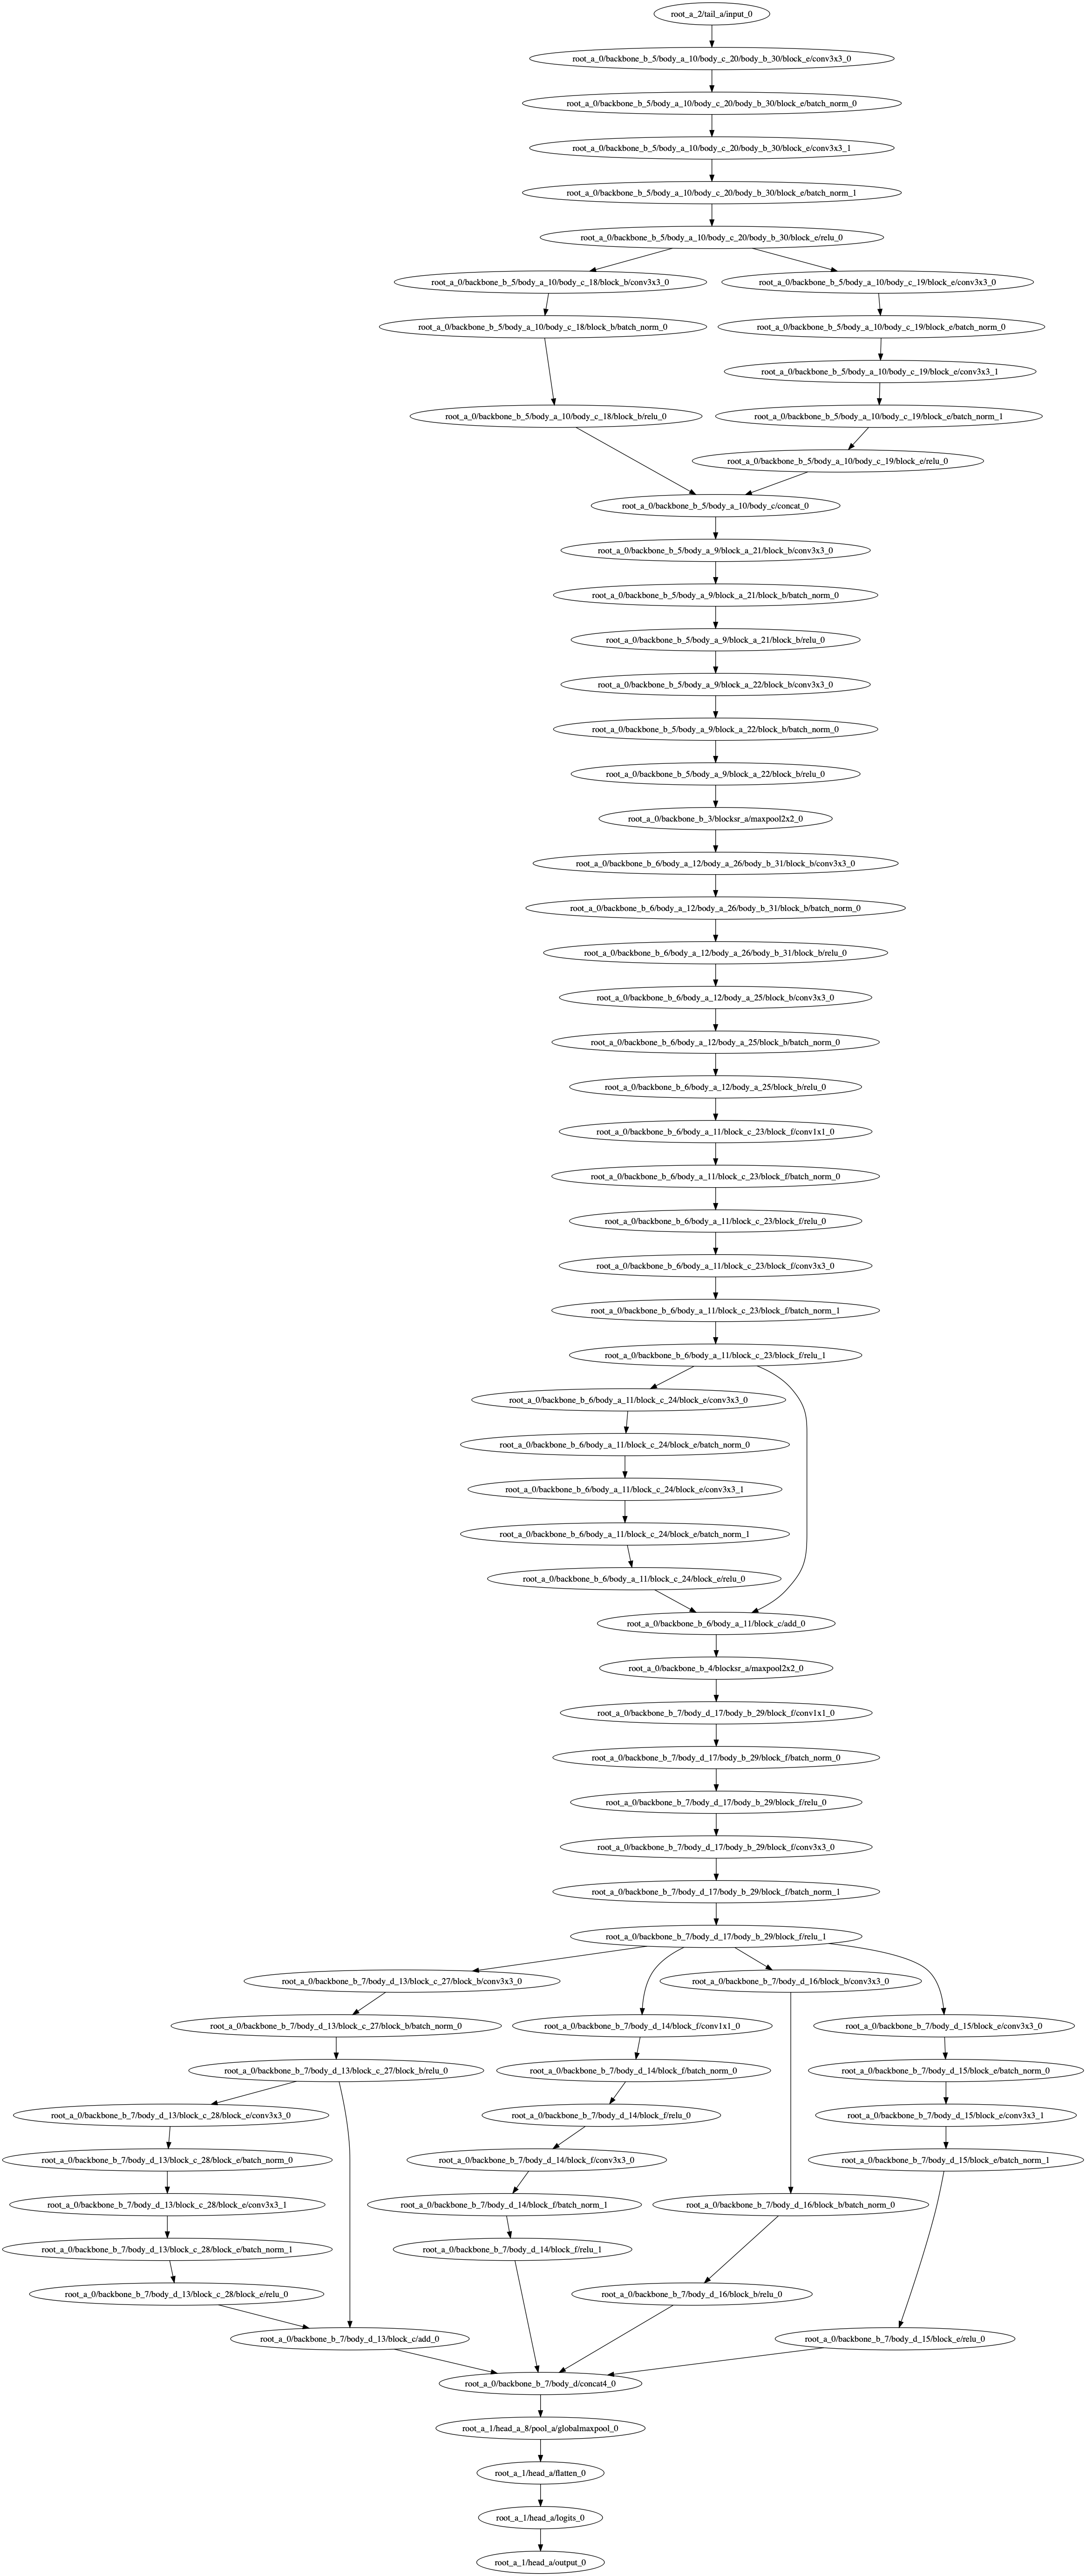 root_a_2/tail_a/input_0
root_a_0/backbone_b_5/body_a_10/body_c_20/body_b_30/block_e/conv3x3_0
root_a_0/backbone_b_5/body_a_10/body_c_20/body_b_30/block_e/batch_norm_0
root_a_0/backbone_b_5/body_a_10/body_c_20/body_b_30/block_e/conv3x3_1
root_a_0/backbone_b_5/body_a_10/body_c_20/body_b_30/block_e/batch_norm_1
root_a_0/backbone_b_5/body_a_10/body_c_20/body_b_30/block_e/relu_0
root_a_0/backbone_b_5/body_a_10/body_c_18/block_b/conv3x3_0
root_a_0/backbone_b_5/body_a_10/body_c_19/block_e/conv3x3_0
root_a_0/backbone_b_5/body_a_10/body_c_18/block_b/batch_norm_0
root_a_0/backbone_b_5/body_a_10/body_c_19/block_e/batch_norm_0
root_a_0/backbone_b_5/body_a_10/body_c_19/block_e/conv3x3_1
root_a_0/backbone_b_5/body_a_10/body_c_18/block_b/relu_0
root_a_0/backbone_b_5/body_a_10/body_c_19/block_e/batch_norm_1
root_a_0/backbone_b_5/body_a_10/body_c_19/block_e/relu_0
root_a_0/backbone_b_5/body_a_10/body_c/concat_0
root_a_0/backbone_b_5/body_a_9/block_a_21/block_b/conv3x3_0
root_a_0/backbone_b_5/body_a_9/block_a_21/block_b/batch_norm_0
root_a_0/backbone_b_5/body_a_9/block_a_21/block_b/relu_0
root_a_0/backbone_b_5/body_a_9/block_a_22/block_b/conv3x3_0
root_a_0/backbone_b_5/body_a_9/block_a_22/block_b/batch_norm_0
root_a_0/backbone_b_5/body_a_9/block_a_22/block_b/relu_0
root_a_0/backbone_b_3/blocksr_a/maxpool2x2_0
root_a_0/backbone_b_6/body_a_12/body_a_26/body_b_31/block_b/conv3x3_0
root_a_0/backbone_b_6/body_a_12/body_a_26/body_b_31/block_b/batch_norm_0
root_a_0/backbone_b_6/body_a_12/body_a_26/body_b_31/block_b/relu_0
root_a_0/backbone_b_6/body_a_12/body_a_25/block_b/conv3x3_0
root_a_0/backbone_b_6/body_a_12/body_a_25/block_b/batch_norm_0
root_a_0/backbone_b_6/body_a_12/body_a_25/block_b/relu_0
root_a_0/backbone_b_6/body_a_11/block_c_23/block_f/conv1x1_0
root_a_0/backbone_b_6/body_a_11/block_c_23/block_f/batch_norm_0
root_a_0/backbone_b_6/body_a_11/block_c_23/block_f/relu_0
root_a_0/backbone_b_6/body_a_11/block_c_23/block_f/conv3x3_0
root_a_0/backbone_b_6/body_a_11/block_c_23/block_f/batch_norm_1
root_a_0/backbone_b_6/body_a_11/block_c_23/block_f/relu_1
root_a_0/backbone_b_6/body_a_11/block_c_24/block_e/conv3x3_0
root_a_0/backbone_b_6/body_a_11/block_c_24/block_e/batch_norm_0
root_a_0/backbone_b_6/body_a_11/block_c_24/block_e/conv3x3_1
root_a_0/backbone_b_6/body_a_11/block_c_24/block_e/batch_norm_1
root_a_0/backbone_b_6/body_a_11/block_c_24/block_e/relu_0
root_a_0/backbone_b_6/body_a_11/block_c/add_0
root_a_0/backbone_b_4/blocksr_a/maxpool2x2_0
root_a_0/backbone_b_7/body_d_17/body_b_29/block_f/conv1x1_0
root_a_0/backbone_b_7/body_d_17/body_b_29/block_f/batch_norm_0
root_a_0/backbone_b_7/body_d_17/body_b_29/block_f/relu_0
root_a_0/backbone_b_7/body_d_17/body_b_29/block_f/conv3x3_0
root_a_0/backbone_b_7/body_d_17/body_b_29/block_f/batch_norm_1
root_a_0/backbone_b_7/body_d_17/body_b_29/block_f/relu_1
root_a_0/backbone_b_7/body_d_13/block_c_27/block_b/conv3x3_0
root_a_0/backbone_b_7/body_d_16/block_b/conv3x3_0
root_a_0/backbone_b_7/body_d_13/block_c_27/block_b/batch_norm_0
root_a_0/backbone_b_7/body_d_14/block_f/conv1x1_0
root_a_0/backbone_b_7/body_d_15/block_e/conv3x3_0
root_a_0/backbone_b_7/body_d_13/block_c_27/block_b/relu_0
root_a_0/backbone_b_7/body_d_14/block_f/batch_norm_0
root_a_0/backbone_b_7/body_d_15/block_e/batch_norm_0
root_a_0/backbone_b_7/body_d_13/block_c_28/block_e/conv3x3_0
root_a_0/backbone_b_7/body_d_14/block_f/relu_0
root_a_0/backbone_b_7/body_d_15/block_e/conv3x3_1
root_a_0/backbone_b_7/body_d_13/block_c_28/block_e/batch_norm_0
root_a_0/backbone_b_7/body_d_14/block_f/conv3x3_0
root_a_0/backbone_b_7/body_d_15/block_e/batch_norm_1
root_a_0/backbone_b_7/body_d_13/block_c_28/block_e/conv3x3_1
root_a_0/backbone_b_7/body_d_14/block_f/batch_norm_1
root_a_0/backbone_b_7/body_d_16/block_b/batch_norm_0
root_a_0/backbone_b_7/body_d_13/block_c_28/block_e/batch_norm_1
root_a_0/backbone_b_7/body_d_14/block_f/relu_1
root_a_0/backbone_b_7/body_d_13/block_c_28/block_e/relu_0
root_a_0/backbone_b_7/body_d_16/block_b/relu_0
root_a_0/backbone_b_7/body_d_13/block_c/add_0
root_a_0/backbone_b_7/body_d_15/block_e/relu_0
root_a_0/backbone_b_7/body_d/concat4_0
root_a_1/head_a_8/pool_a/globalmaxpool_0
root_a_1/head_a/flatten_0
root_a_1/head_a/logits_0
root_a_1/head_a/output_0